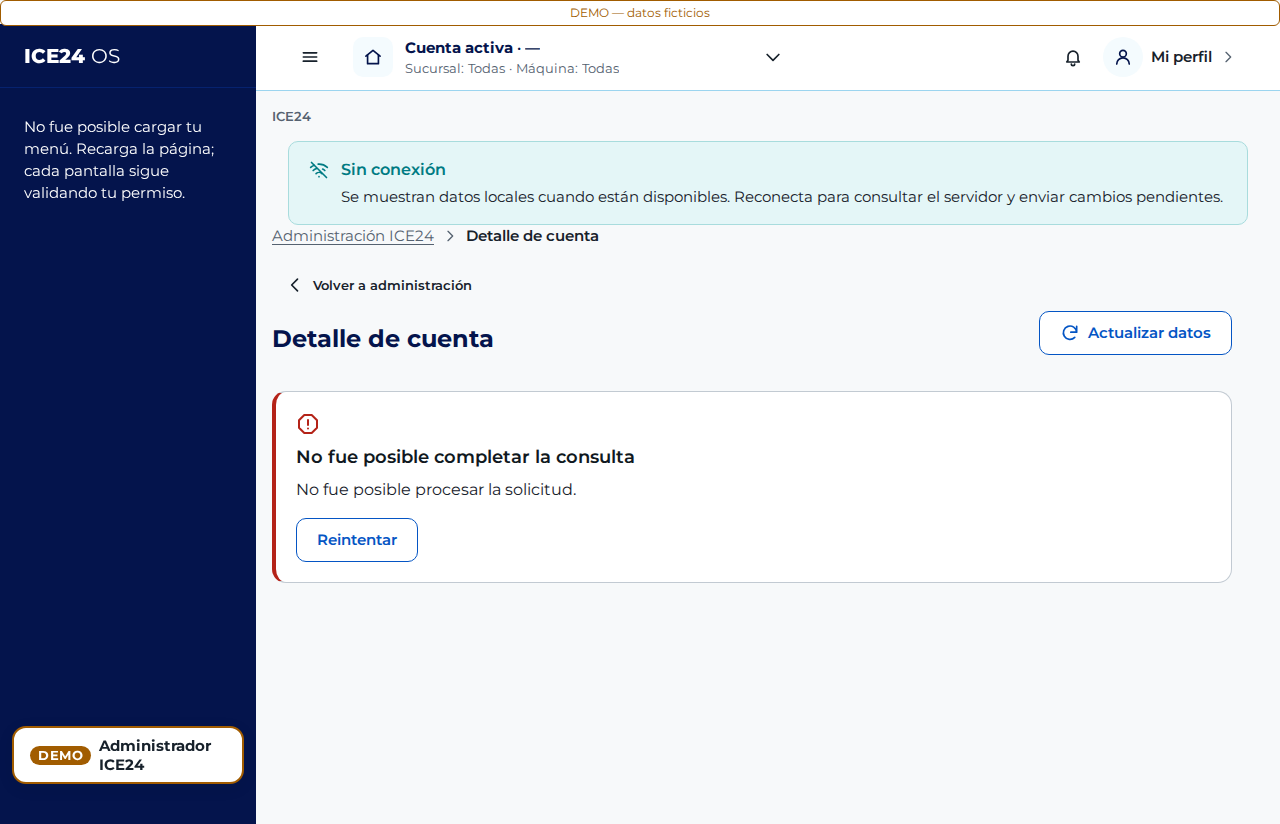 DEMO — datos ficticios
ICE24 OS
No fue posible cargar tu
menú. Recarga la página;
cada pantalla sigue
validando tu permiso.
DEMO
Administrador
ICE24
Cuenta activa · —
Sucursal: Todas · Máquina: Todas
Mi perfil
ICE24
Sin conexión
Se muestran datos locales cuando están disponibles. Reconecta para consultar el servidor y enviar cambios pendientes.
Administración ICE24 > Detalle de cuenta
Volver a administración
Detalle de cuenta
Actualizar datos
No fue posible completar la consulta
No fue posible procesar la solicitud.
Reintentar